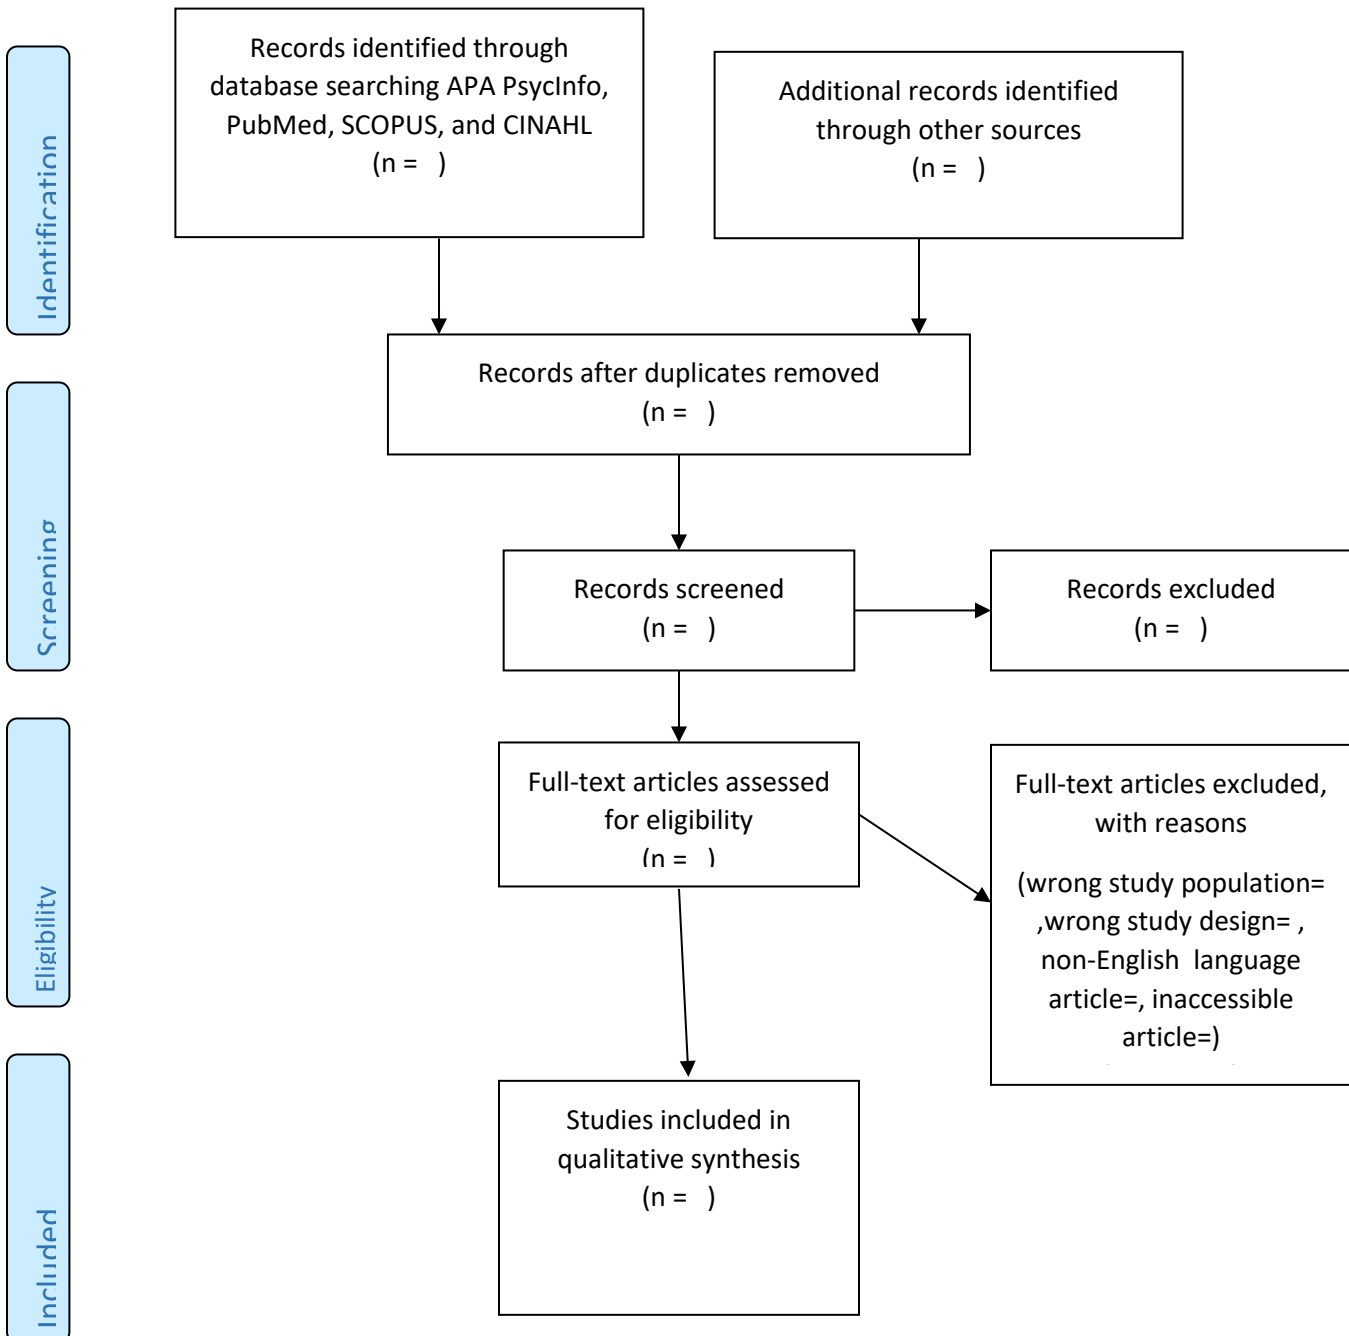 Identification
Records identified through
database searching APA PsycInfo,
PubMed, SCOPUS, and CINAHL
(n =   )
Additional records identified
through other sources
(n =   )
Records after duplicates removed
(n =   )
Screening
Records screened
(n =   )
Records excluded
(n =   )
Eligibility
Full-text articles assessed
for eligibility
(n =   )
Full-text articles excluded,
with reasons
(wrong study population=
,wrong study design= ,
non-English  language
article=, inaccessible
article=)
Included
Studies included in
qualitative synthesis
(n =   )